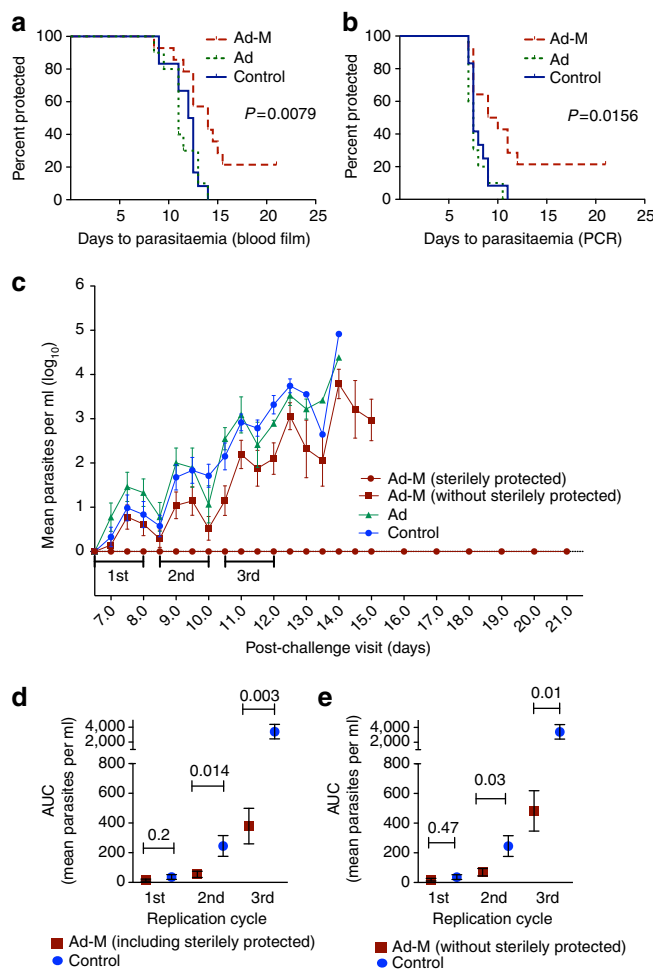 a
100
80
60
40
20
0
Percent protected
5 10 15 20 25
Days to parasitaemia (blood film)
Ad-M
Ad
Control
P=0.0079
b
100
80
60
40
20
0
Percent protected
5 10 15 20 25
Days to parasitaemia (PCR)
Ad-M
Ad
Control
P=0.0156
c
6
5
4
3
2
1
0
Mean parasites per ml (log10)
Ad-M (sterilely protected)
Ad-M (without sterilely protected)
Ad
Control
1st 2nd 3rd
7.0 8.0 9.0 10.0 11.0 12.0 13.0 14.0 15.0 16.0 17.0 18.0 19.0 20.0 21.0
Post-challenge visit (days)
d
4,000
2,000
800
600
400
200
0
AUC
(mean parasites per ml)
0.2
0.014
0.003
1st 2nd 3rd
Replication cycle
Ad-M (including sterilely protected)
Control
e
4,000
2,000
800
600
400
200
0
AUC
(mean parasites per ml)
0.47
0.03
0.01
1st 2nd 3rd
Replication cycle
Ad-M (without sterilely protected)
Control